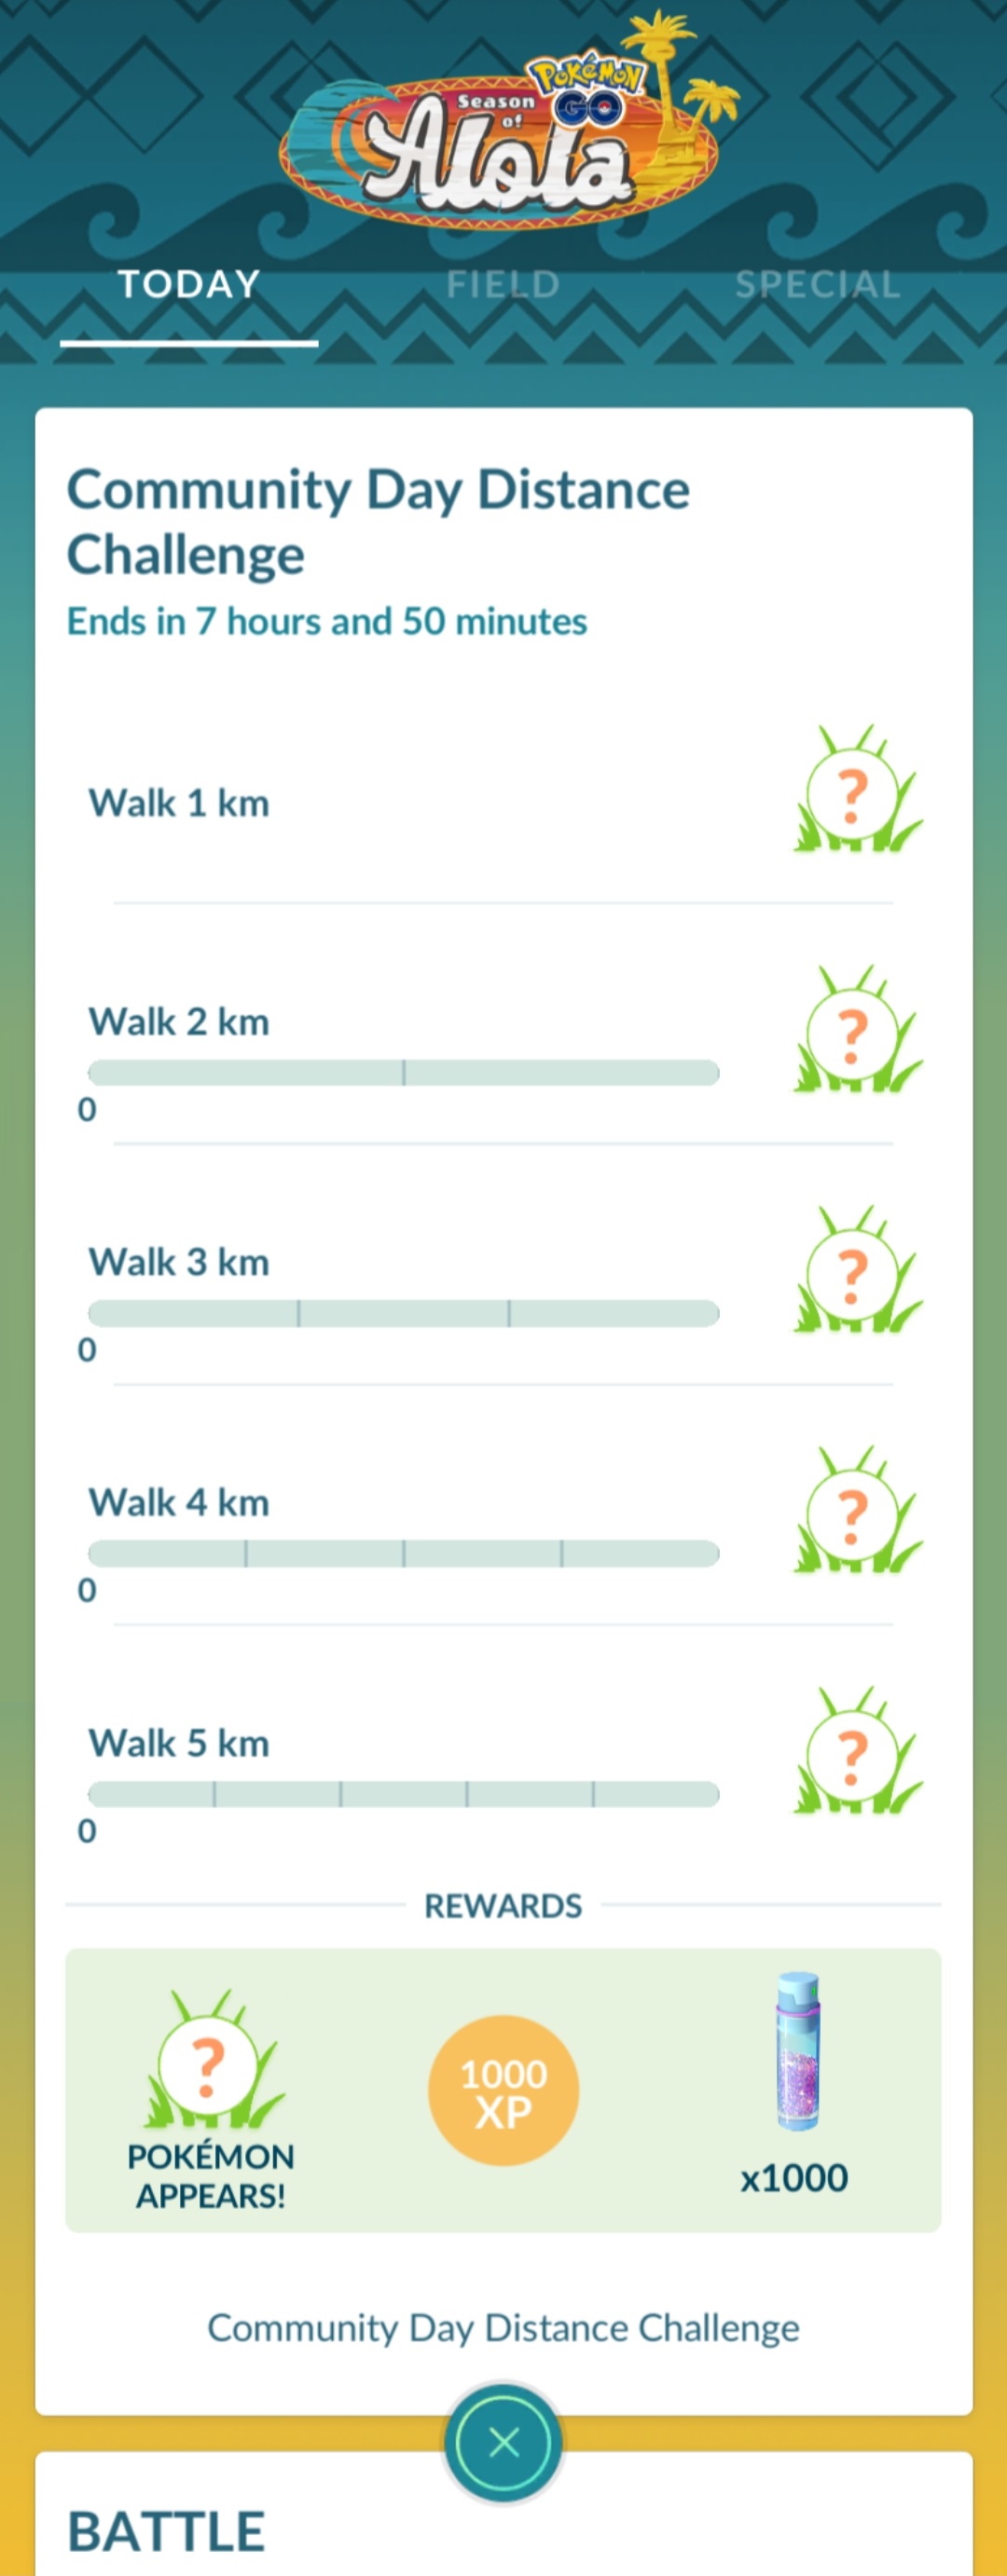 Pokémon
GO
Season
of
Alola
TODAY FIELD SPECIAL
Community Day Distance
Challenge
Ends in 7 hours and 50 minutes
Walk 1 km
?
Walk 2 km
?
0
Walk 3 km
?
0
Walk 4 km
?
0
Walk 5 km
?
0
REWARDS
?
POKÉMON
APPEARS!
1000
XP
x1000
Community Day Distance Challenge
BATTLE